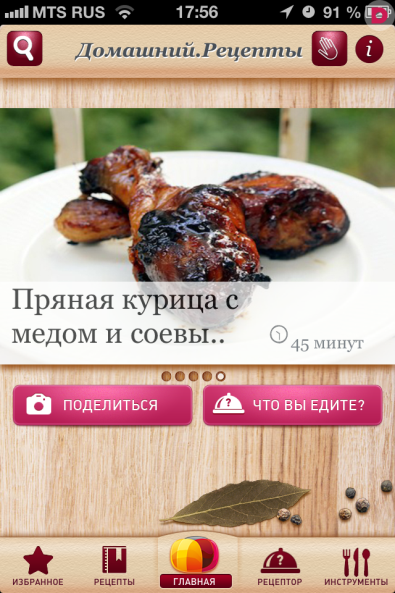 MTS RUS 17:56 91 %
Домашний.Рецепты
Пряная курица с
медом и соевы..
45 минут
ПОДЕЛИТЬСЯ
ЧТО ВЫ ЕДИТЕ?
ИЗБРАННОЕ РЕЦЕПТЫ ГЛАВНАЯ РЕЦЕПТОР ИНСТРУМЕНТЫ